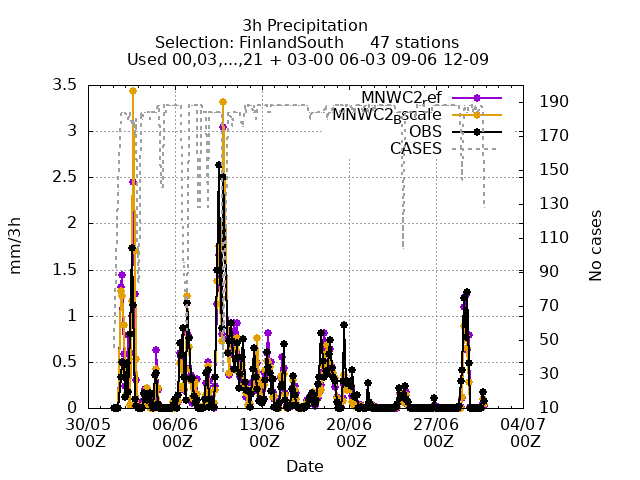 3h Precipitation
Selection: FinlandSouth 47 stations
Used 00,03,...,21 + 03-00 06-03 09-06 12-09
MNWC2ref
MNWC2Bscale
OBS
CASES
3.5
3
2.5
2
1.5
1
0.5
0
mm/3h
190
170
150
130
110
90
70
50
30
10
No cases
30/05 06/06 13/06 20/06 27/06 04/07
00Z 00Z 00Z 00Z 00Z 00Z
Date